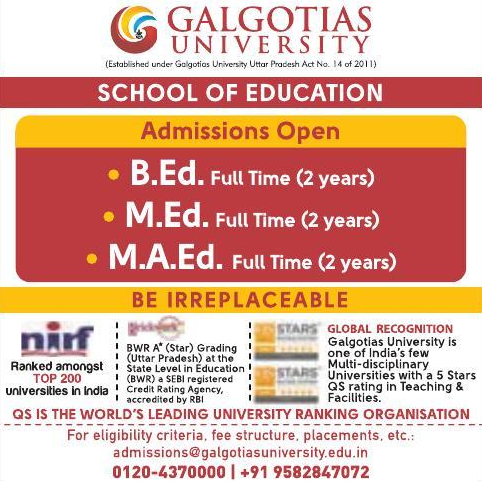 GALGOTIAS
UNIVERSITY
(Established under Galgotias University Uttar Pradesh Act No. 14 of 2011)
SCHOOL OF EDUCATION
Admissions Open
• B.Ed. Full Time (2 years)
• M.Ed. Full Time (2 years)
• M.A.Ed. Full Time (2 years)
BE IRREPLACEABLE
nirf
Ranked amongst
TOP 200
universities in India
Brickwork
BWR A* (Star) Grading
(Uttar Pradesh) at the
State Level in Education
(BWR) a SEBI registered
Credit Rating Agency,
accredited by RBI
STARS
STARS
GLOBAL RECOGNITION
Galgotias University is
one of India's few
Multi-disciplinary
Universities with a 5 Stars
QS rating in Teaching &
Facilities.
QS IS THE WORLD'S LEADING UNIVERSITY RANKING ORGANISATION
For eligibility criteria, fee structure, placements, etc.:
admissions@galgotiasuniversity.edu.in
0120-4370000 | +91 9582847072